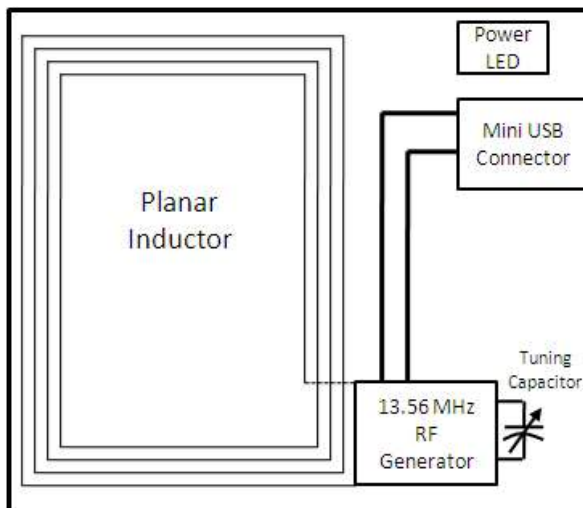 Power
LED
Mini USB
Connector
Planar
Inductor
Tuning
Capacitor
13.56 MHz
RF
Generator